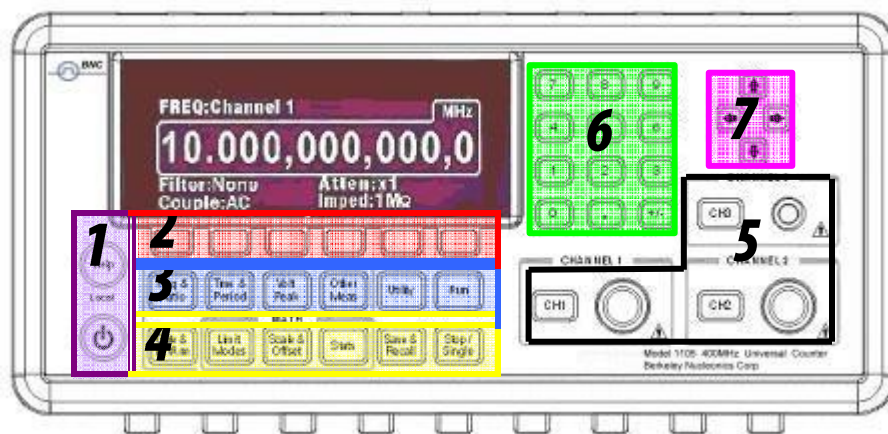 BNC
FREQ:Channel 1
MHz
10.000,000,000,0
Filter:None Atten:x1
Couple:AC Imped:1MΩ
1
2
3
4
5
6
7
7 8 9
4 6
1 2 3
0 . +/-
CH3
CHANNEL 1
CHANNEL 2
CH1
CH2
Local
Time & Period
Volt Peak
Other Meas
Utility
Run
MATH
Limit Modes
Scale & Offset
Stats
Save & Recall
Stop / Single
Model 1105 400MHz Universal Counter
Berkeley Nucleonics Corp